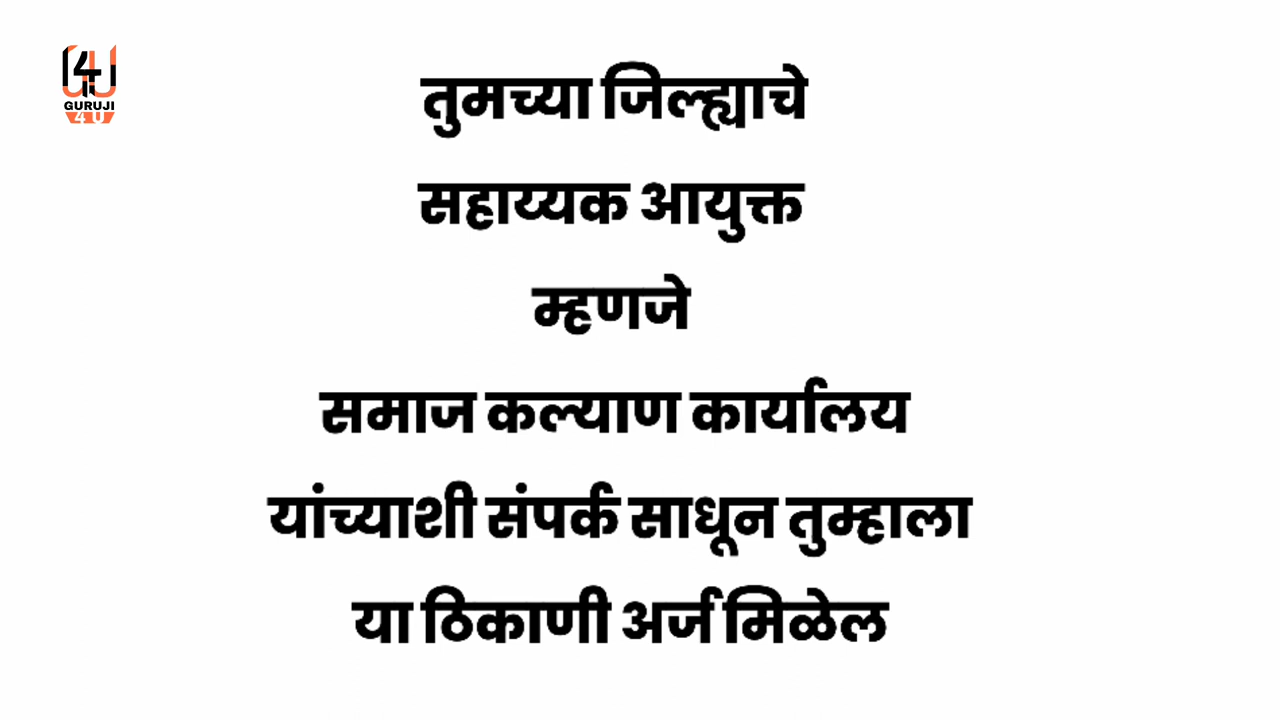 GURUJI
4 U
तुमच्या जिल्ह्याचे
सहाय्यक आयुक्त
म्हणजे
समाज कल्याण कार्यालय
यांच्याशी संपर्क साधून तुम्हाला
या ठिकाणी अर्ज मिळेल